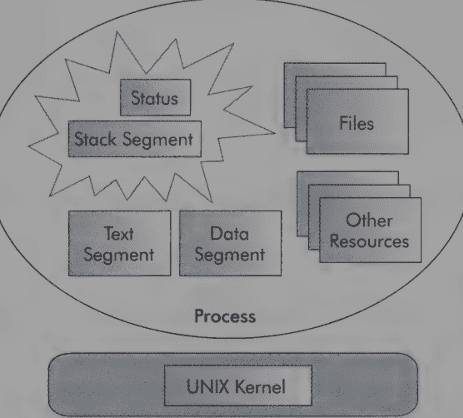 Status
Stack Segment
Files
Text
Segment
Data
Segment
Other
Resources
Process
UNIX Kernel